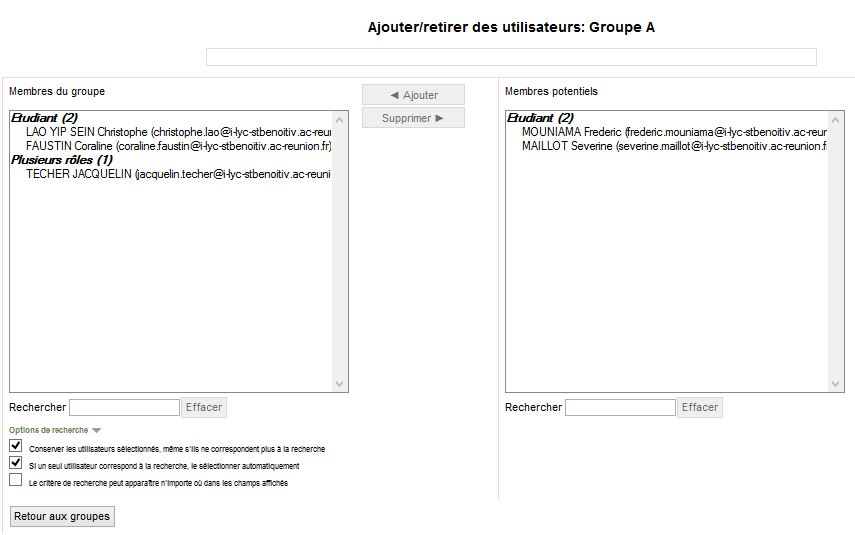 Ajouter/retirer des utilisateurs: Groupe A
Membres du groupe
Etudiant (2)
LAO YIP SEIN Christophe (christophe.lao@i-lyc-stbenoitiv.ac-reur
FAUSTIN Coraline (coraline.faustin@i-lyc-stbenoitiv.ac-reunion.fr)
Plusieurs rôles (1)
TECHER JACQUELIN (jacquelin.techer@i-lyc-stbenoitiv.ac-reuni
◄ Ajouter
Supprimer ►
Membres potentiels
Etudiant (2)
MOUNIAMA Frederic (frederic.mouniama@i-lyc-stbenoitiv.ac-reur
MAILLOT Severine (severine.maillot@i-lyc-stbenoitiv.ac-reunion.f
Rechercher Effacer
Rechercher Effacer
Options de recherche
Conserver les utilisateurs sélectionnés, même s'ils ne correspondent plus à la recherche
Si un seul utilisateur correspond à la recherche, le sélectionner automatiquement
Le critère de recherche peut apparaître n'importe où dans les champs affichés
Retour aux groupes